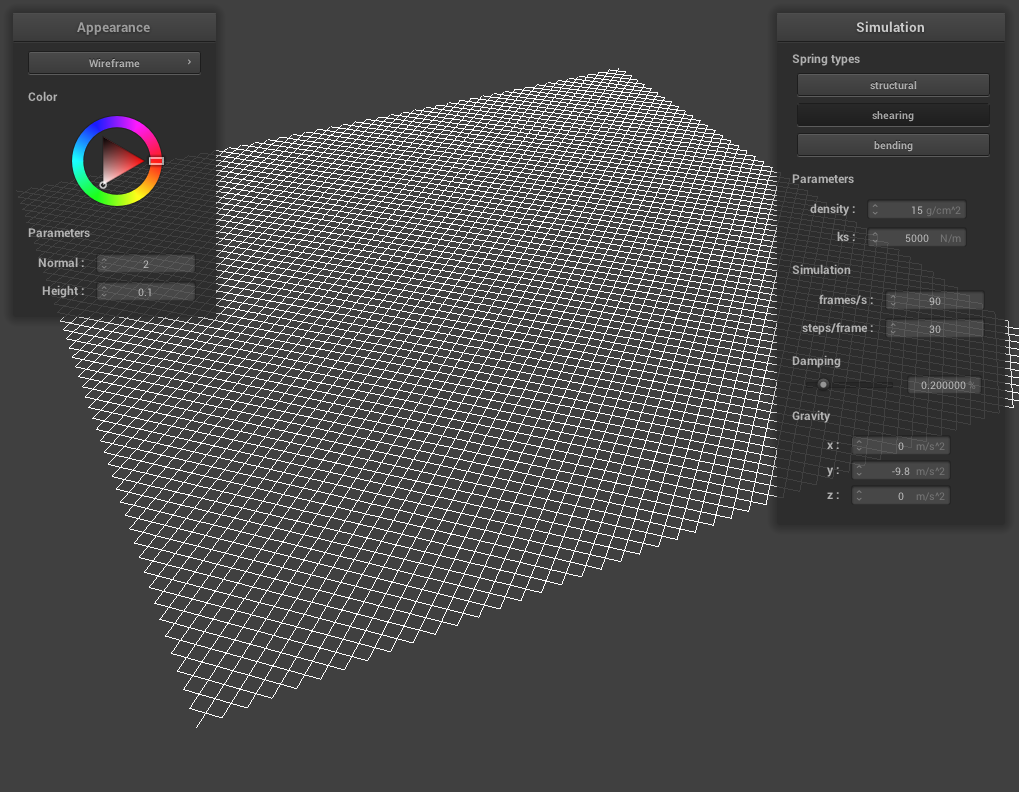 Appearance
Wireframe ›
Color
Parameters
Normal : 2
Height : 0.1
Simulation
Spring types
structural
shearing
bending
Parameters
density : 15 g/cm^2
ks : 5000 N/m
Simulation
frames/s : 90
steps/frame : 30
Damping
0.200000 %
Gravity
x : 0 m/s^2
y : -9.8 m/s^2
z : 0 m/s^2